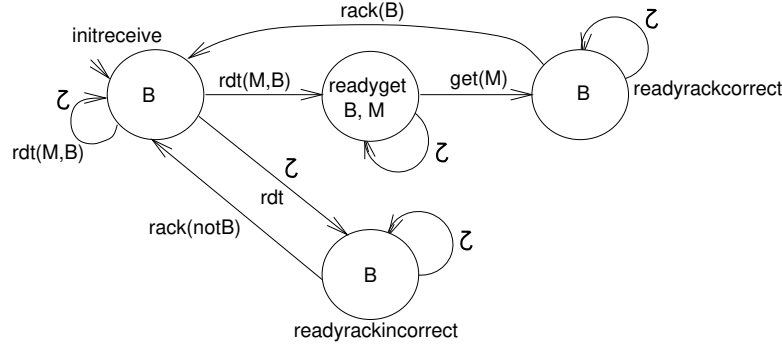 rack(B)
initreceive
B
rdt(M,B)
readyget
B, M
get(M)
B
readyrackcorrect
rdt(M,B)
rdt
rack(notB)
B
readyrackincorrect